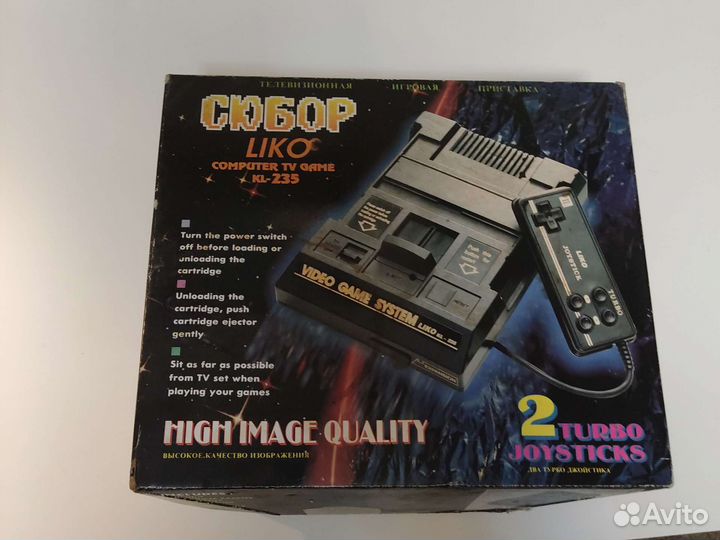 ТЕЛЕВИЗИОННАЯ ИГРОВАЯ ПРИСТАВКА
СЮБОР
LIKO
COMPUTER TV GAME
KL-235
Turn the power switch
off before loading or
unloading the
cartridge
Unloading the
cartridge, push
cartridge ejector
gently
Sit as far as possible
from TV set when
playing your games
VIDEO GAME SYSTEM LIKO KL-235
LIKO
JOYSTICK
TURBO
HIGH IMAGE QUALITY
ВЫСОКОЕ КАЧЕСТВО ИЗОБРАЖЕНИЯ
2 TURBO
JOYSTICKS
ДВА ТУРБО ДЖОЙСТИКА
INCLUDES
Avito